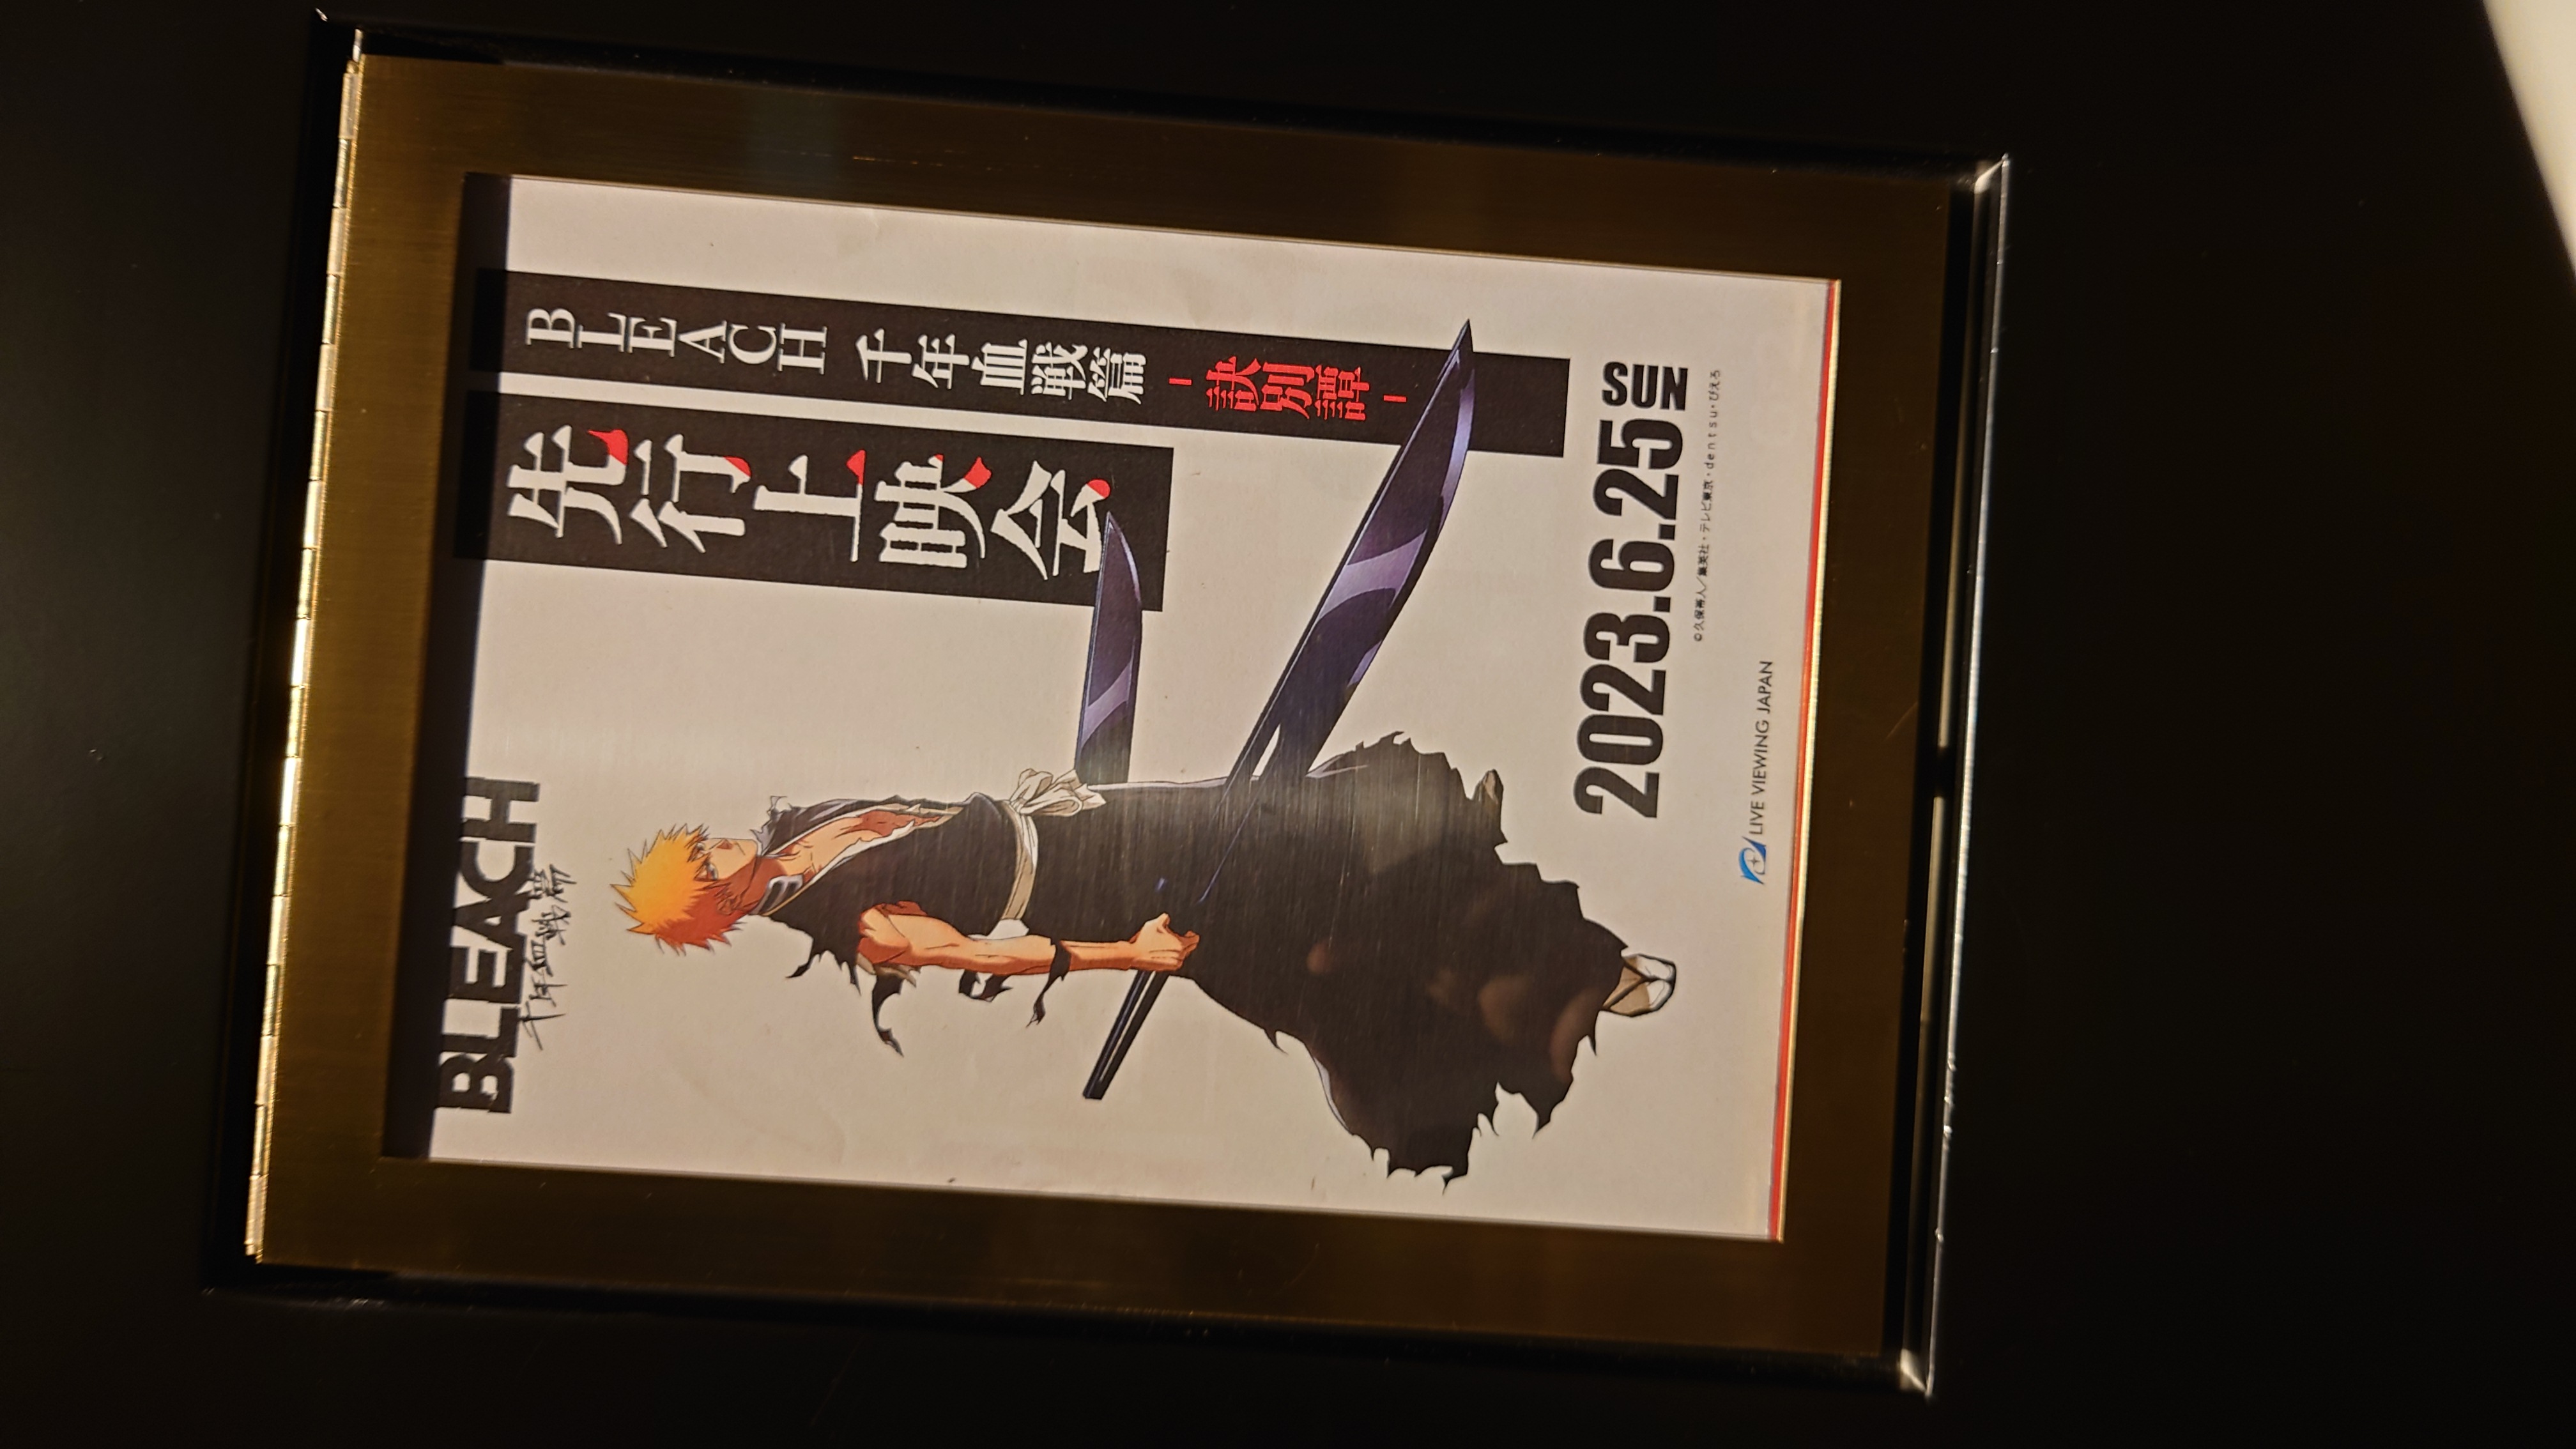 BLEACH
千年血戦篇
BLEACH 千年血戦篇 - 訣別譚 -
先行上映会
2023.6.25 SUN
©久保帯人／集英社・テレビ東京・dentsu・ぴえろ
LIVE VIEWING JAPAN